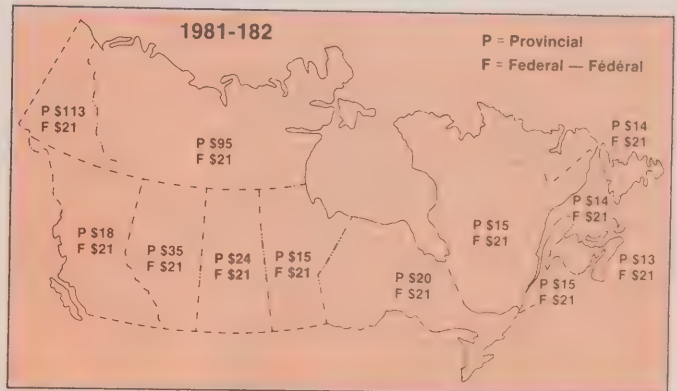 1981-182
P = Provincial
F = Federal — Fédéral
P $113
F $21
P $95
F $21
P $14
F $21
P $14
F $21
P $18
F $21
P $35
F $21
P $24
F $21
P $15
F $21
P $20
F $21
P $15
F $21
P $15
F $21
P $13
F $21